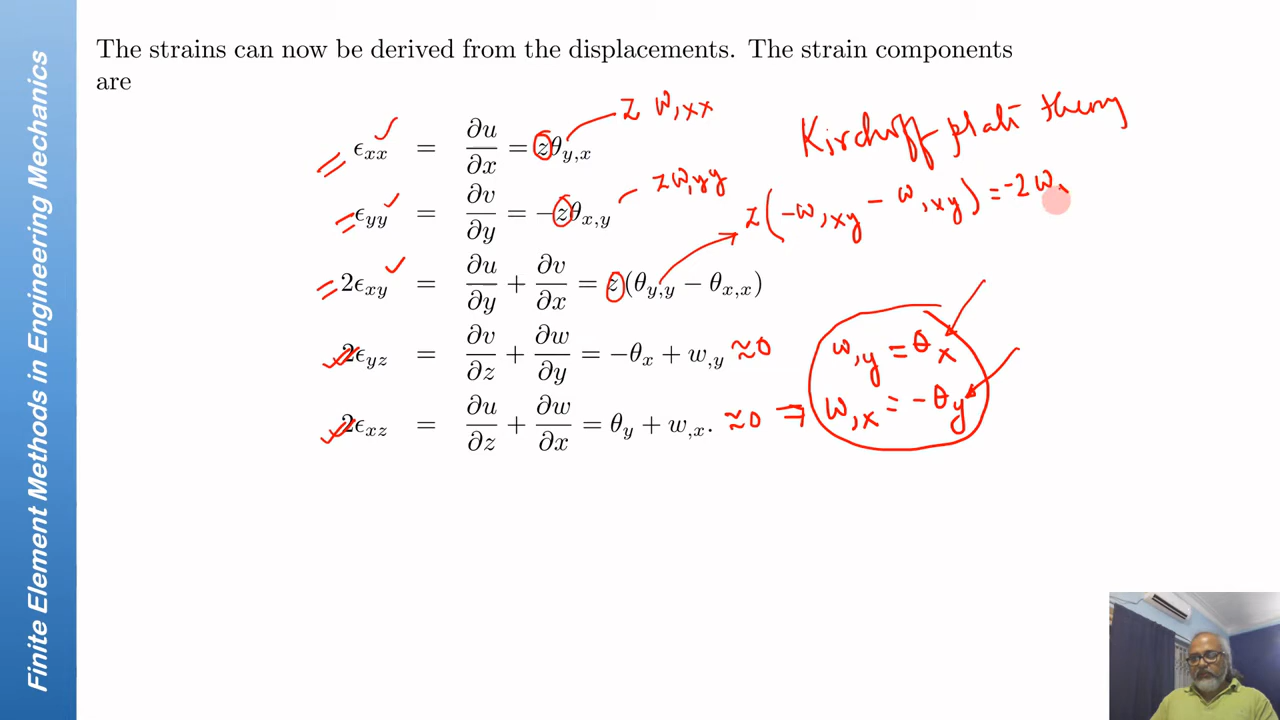 Finite Element Methods in Engineering Mechanics
The strains can now be derived from the displacements. The strain components
are
z w,xx
Kirchoff plate theory
ϵxx = ∂u/∂x = zθy,x
z w,yy
ϵyy = ∂v/∂y = −zθx,y
z(-w,xy - w,xy) = -2w,
2ϵxy = ∂u/∂y + ∂v/∂x = z(θy,y − θx,x)
2ϵyz = ∂v/∂z + ∂w/∂y = −θx + w,y ≈0
w,y = θx
2ϵxz = ∂u/∂z + ∂w/∂x = θy + w,x. ≈0 ⇒ w,x = -θy